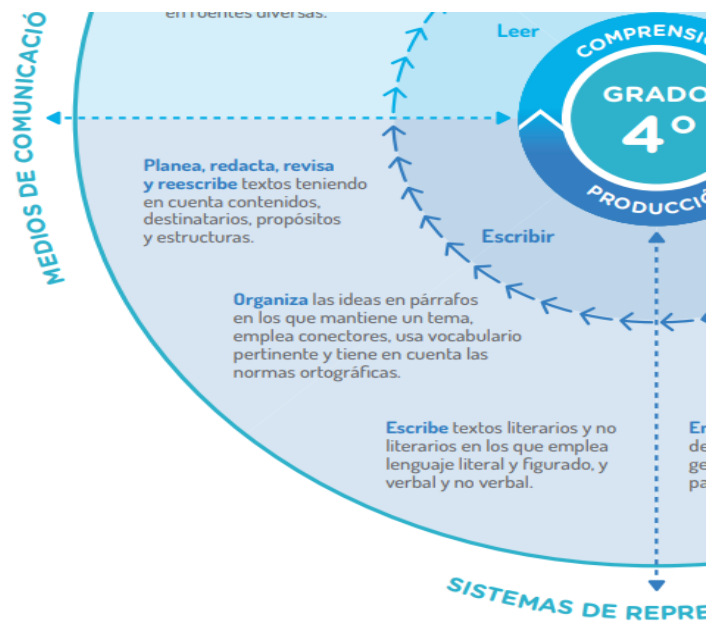 en fuentes diversas.
Leer
COMPRENSIÓ
GRADO
4°
PRODUCCIÓ
MEDIOS DE COMUNICACIÓ
Planea, redacta, revisa
y reescribe textos teniendo
en cuenta contenidos,
destinatarios, propósitos
y estructuras.
Escribir
Organiza las ideas en párrafos
en los que mantiene un tema,
emplea conectores, usa vocabulario
pertinente y tiene en cuenta las
normas ortográficas.
Escribe textos literarios y no
literarios en los que emplea
lenguaje literal y figurado, y
verbal y no verbal.
SISTEMAS DE